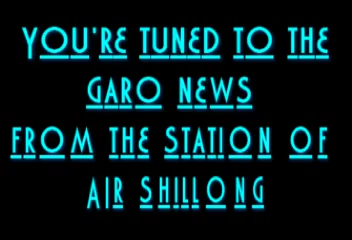 YOU'RE TUNED TO THE
GARO NEWS
FROM THE STATION OF
AIR SHILLONG